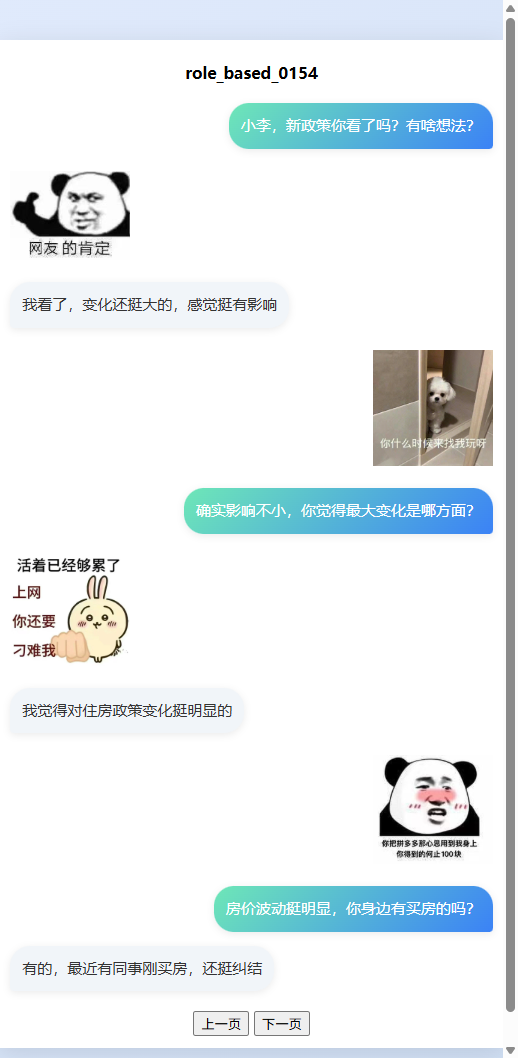 role_based_0154
小李，新政策你看了吗？有啥想法？
网友的肯定
我看了，变化还挺大的，感觉挺有影响
你什么时候来找我玩呀
确实影响不小，你觉得最大变化是哪方面？
活着已经够累了
上网
你还要
刁难我
我觉得对住房政策变化挺明显的
你把拼多多那心思用到我身上
你得到的何止100块
房价波动挺明显，你身边有买房的吗？
有的，最近有同事刚买房，还挺纠结
上一页 下一页